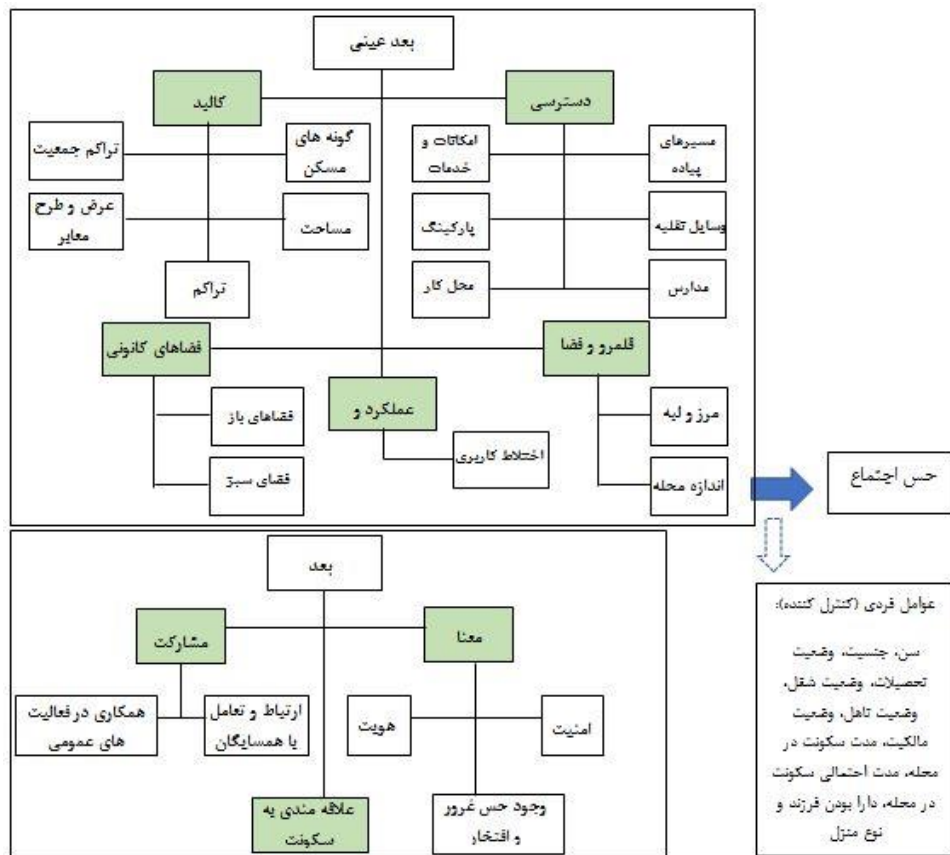 بعد عینی
کالبد
دسترسی
تراکم جمعیت
گونه های
مسکن
امکانات و
خدمات
مسیرهای
پیاده
عرض و طرح
معابر
مساحت
پارکینگ
وسایل نقلیه
تراکم
محل کار
مدارس
فضاهای کانونی
عملکرد و
قلمرو و فضا
فضاهای باز
مرز و لبه
فضای سبز
اختلاط کاربری
اندازه محله
حس اجتماع
بعد
مشارکت
معنا
همکاری در فعالیت
های عمومی
ارتباط و تعامل
با همسایگان
هویت
امنیت
علاقه مندی به
سکونت
وجود حس غرور
و افتخار
عوامل فردی (کنترل کننده):
سن، جنسیت، وضعیت
تحصیلات، وضعیت شغل،
وضعیت تاهل، وضعیت
مالکیت، مدت سکونت در
محله، مدت احتمالی سکونت
در محله، دارا بودن فرزند و
نوع منزل